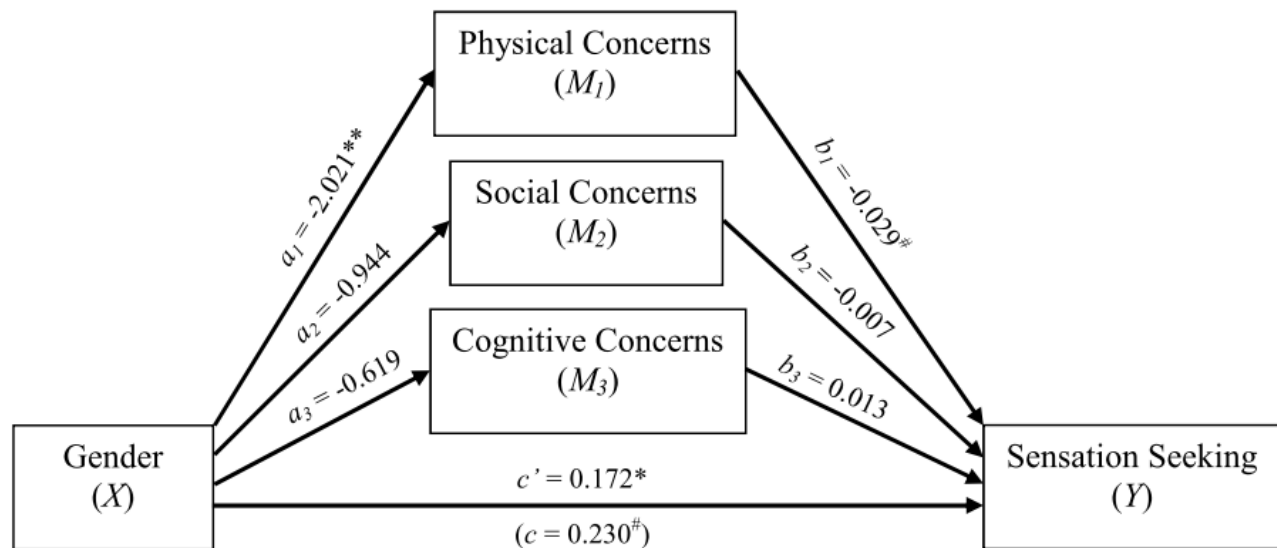 Physical Concerns
(M₁)
a₁ = -2.021**
b₁ = -0.029#
Social Concerns
(M₂)
a₂ = -0.944
b₂ = -0.007
Cognitive Concerns
(M₃)
a₃ = -0.619
b₃ = 0.013
Gender
(X)
c’ = 0.172*
(c = 0.230#)
Sensation Seeking
(Y)